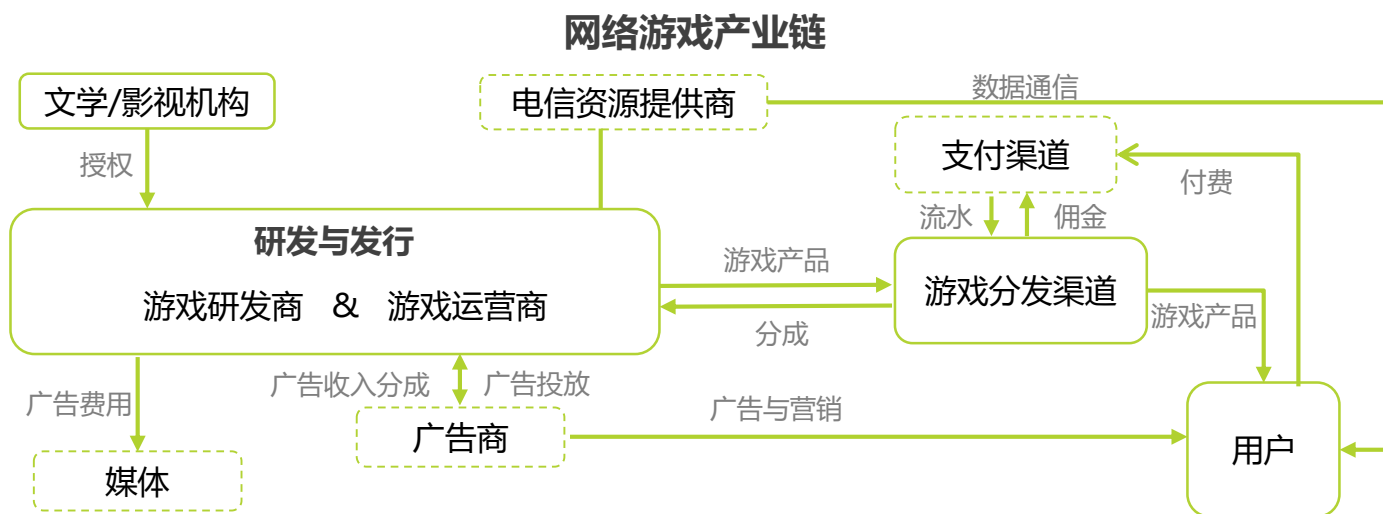 网络游戏产业链
文学/影视机构
电信资源提供商
数据通信
支付渠道
授权
付费
流水
佣金
研发与发行
游戏研发商 & 游戏运营商
游戏产品
分成
游戏分发渠道
游戏产品
广告费用
广告收入分成
广告投放
广告与营销
广告商
用户
媒体